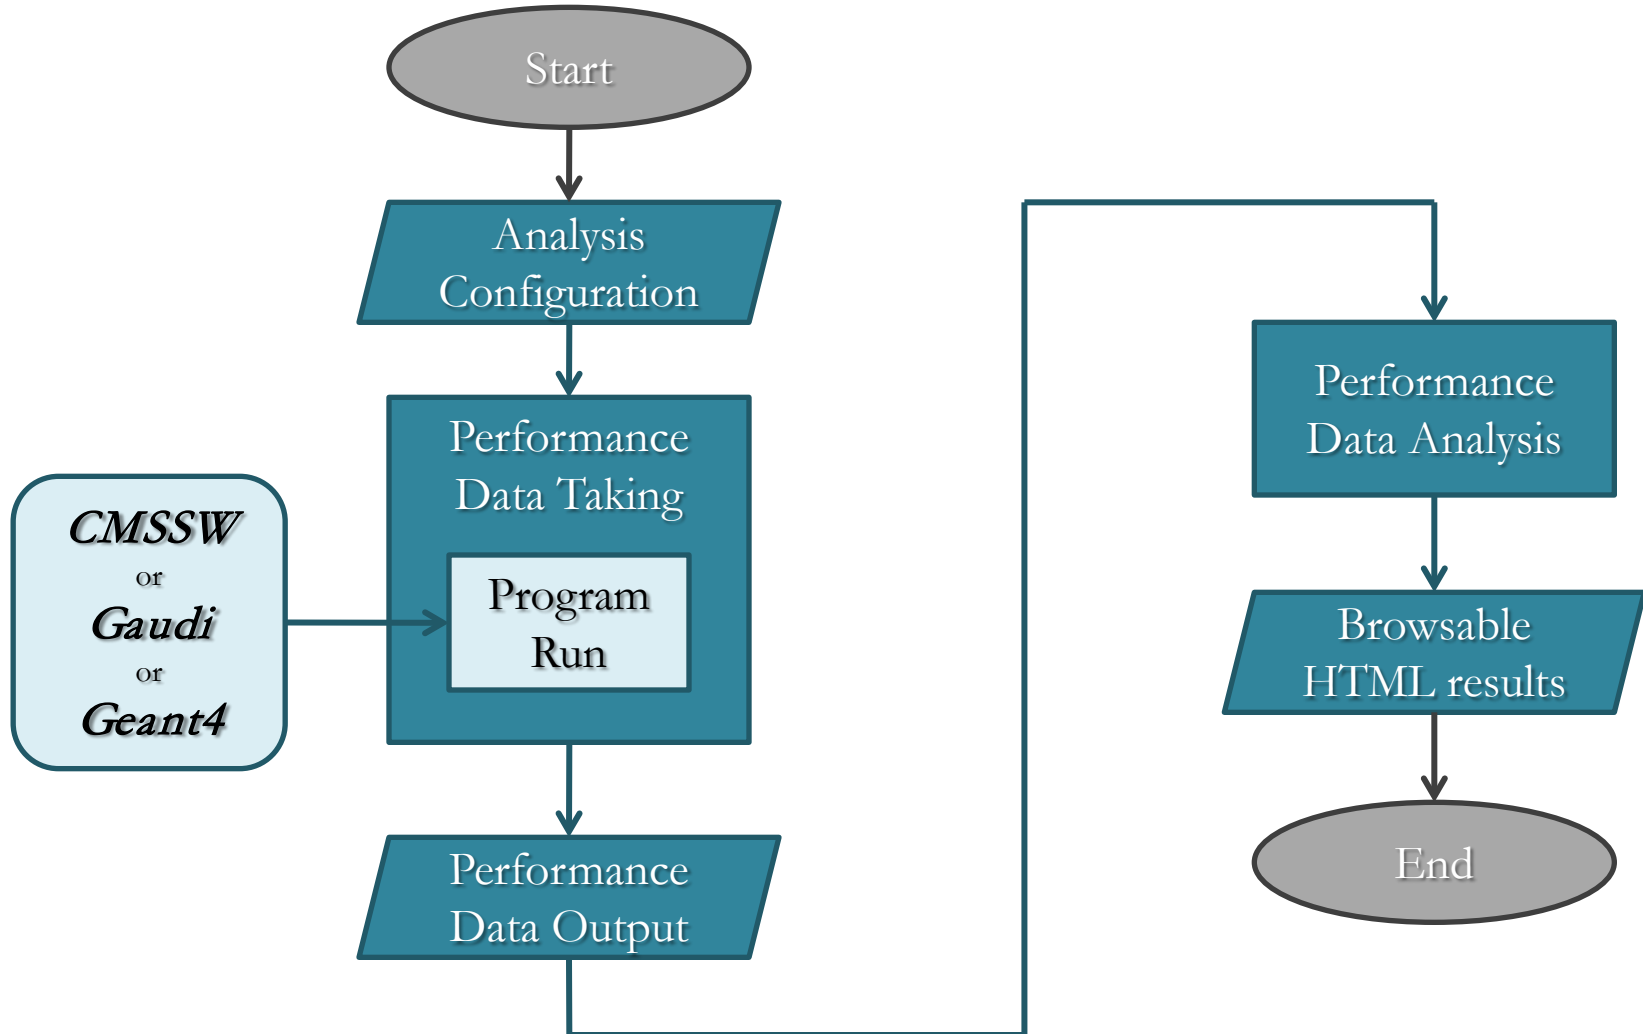 Start
Analysis
Configuration
Performance
Data Taking
Program
Run
CMSSW
or
Gaudi
or
Geant4
Performance
Data Output
Performance
Data Analysis
Browsable
HTML results
End